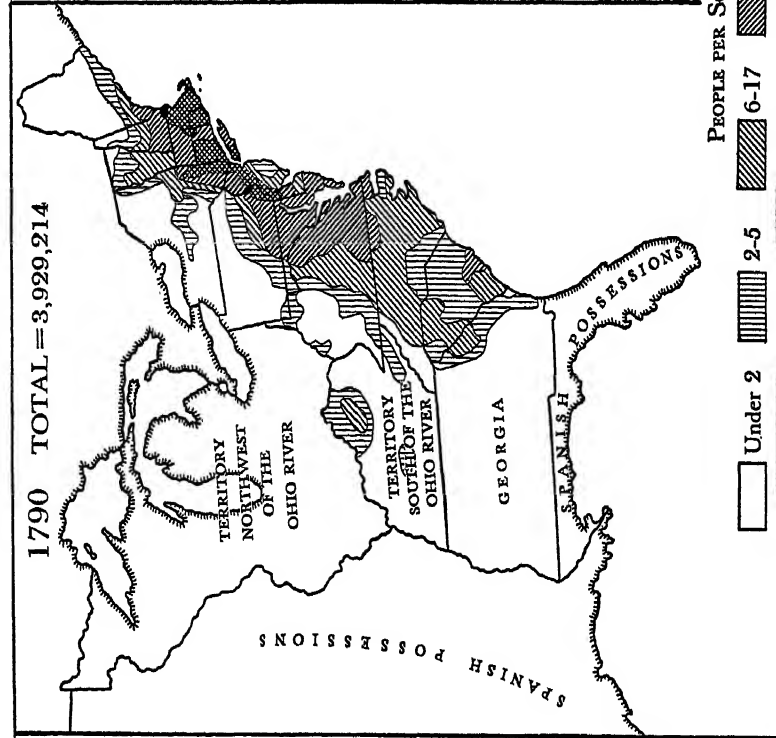 1790 TOTAL = 3,929,214
TERRITORY
NORTHWEST
OF THE
OHIO RIVER
TERRITORY
SOUTH OF THE
OHIO RIVER
GEORGIA
SPANISH POSSESSIONS
SPANISH POSSESSIONS
PEOPLE PER
Under 2
2-5
6-17